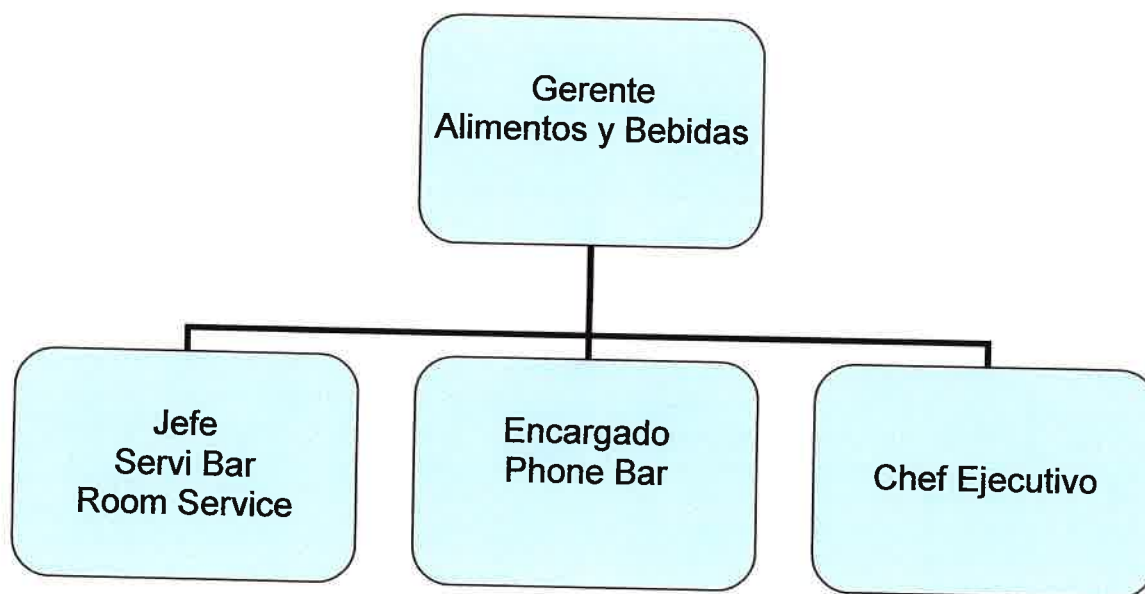 Gerente
Alimentos y Bebidas
Jefe
Servi Bar
Room Service
Encargado
Phone Bar
Chef Ejecutivo